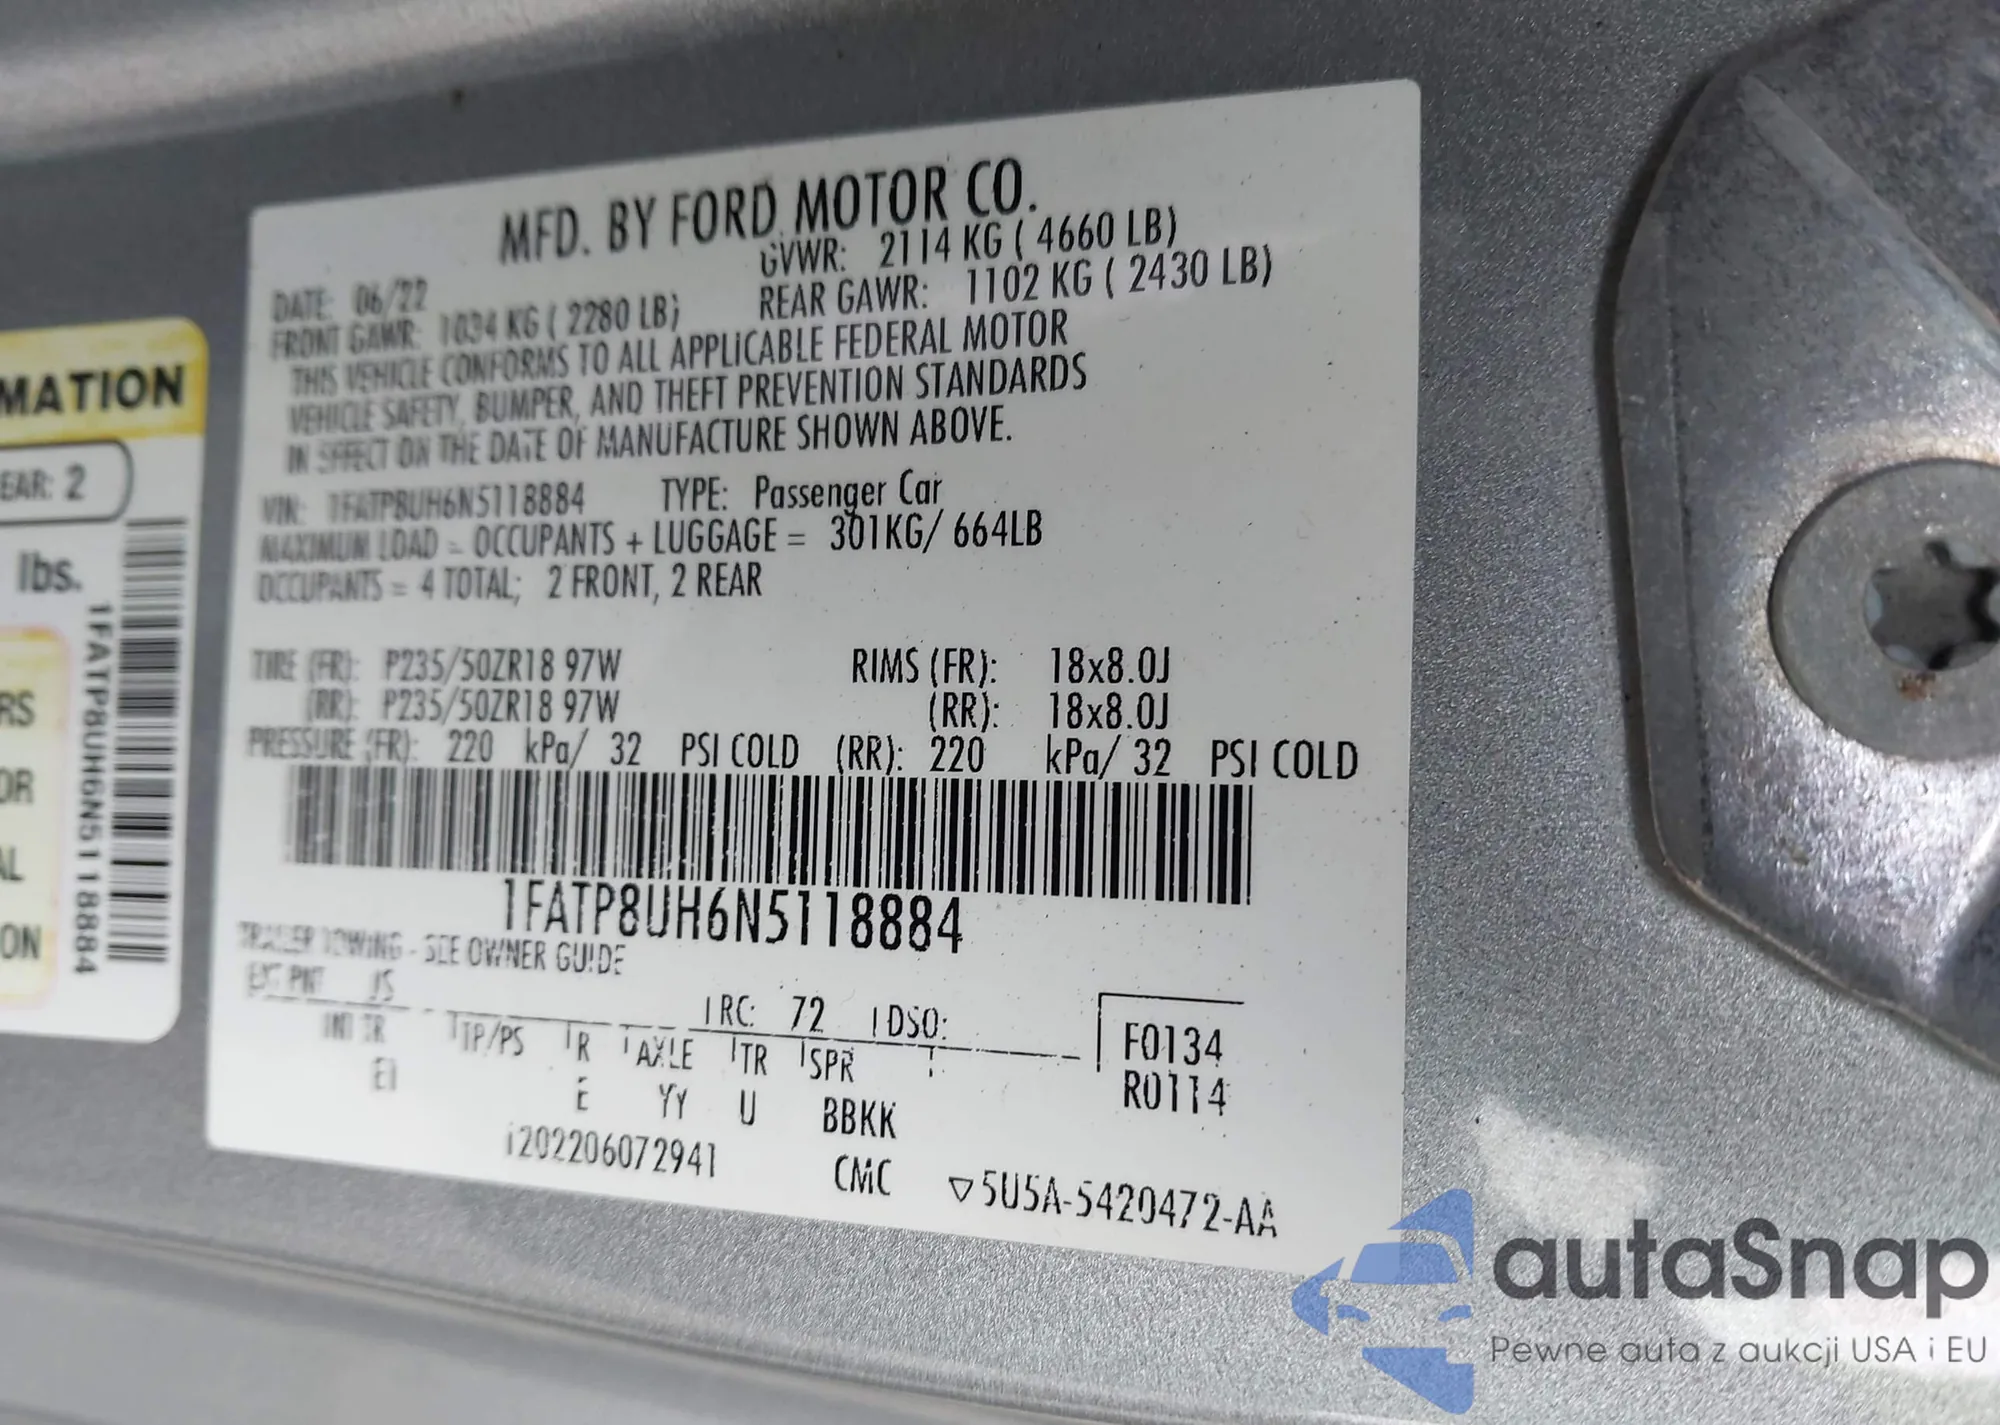 MFD. BY FORD MOTOR CO.
DATE: 06/22 GVWR: 2114 KG ( 4660 LB)
FRONT GAWR: 1034 KG ( 2280 LB) REAR GAWR: 1102 KG ( 2430 LB)
THIS VEHICLE CONFORMS TO ALL APPLICABLE FEDERAL MOTOR
VEHICLE SAFETY, BUMPER, AND THEFT PREVENTION STANDARDS
IN EFFECT ON THE DATE OF MANUFACTURE SHOWN ABOVE.
VIN: 1FATP8UH6N5118884 TYPE: Passenger Car
MAXIMUM LOAD = OCCUPANTS + LUGGAGE = 301KG/ 664LB
OCCUPANTS = 4 TOTAL; 2 FRONT, 2 REAR
TIRE (FR): P235/50ZR18 97W RIMS (FR): 18x8.0J
(RR): P235/50ZR18 97W (RR): 18x8.0J
PRESSURE (FR): 220 kPa/ 32 PSI COLD (RR): 220 kPa/ 32 PSI COLD
1FATP8UH6N5118884
TRAILER TOWING - SEE OWNER GUIDE
EXT PNT JS RC: 72 DSO: F0134
INT TR TP/PS R AXLE TR SPR R0114
EI E YY U BBKK
i202206072941 CMC ▽5U5A-5420472-AA
MATION
EAR: 2
lbs.
RS
OR
AL
ON
1FATP8UH6N5118884
autaSnap
Pewne auta z aukcji USA i EU